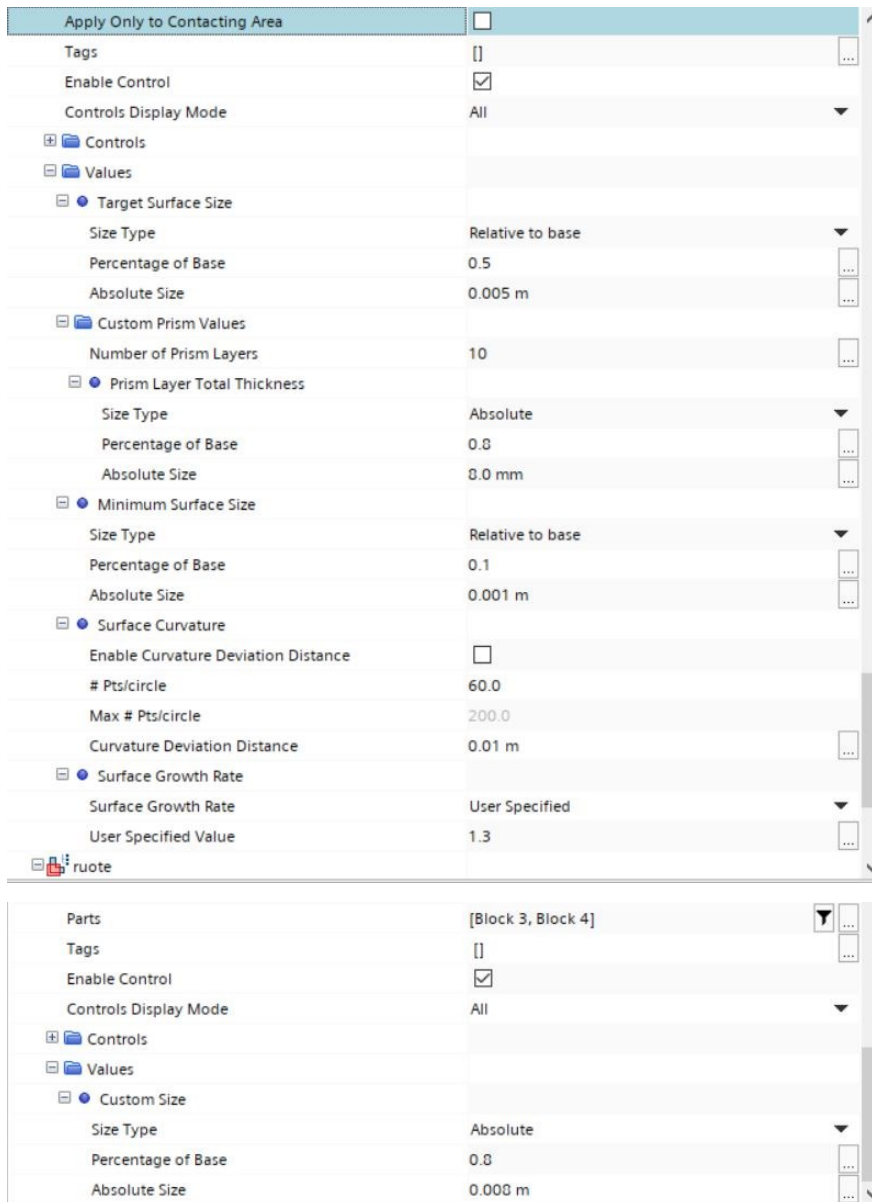 Apply Only to Contacting Area
Tags []
Enable Control
Controls Display Mode All
Controls
Values
Target Surface Size
Size Type Relative to base
Percentage of Base 0.5
Absolute Size 0.005 m
Custom Prism Values
Number of Prism Layers 10
Prism Layer Total Thickness
Size Type Absolute
Percentage of Base 0.8
Absolute Size 8.0 mm
Minimum Surface Size
Size Type Relative to base
Percentage of Base 0.1
Absolute Size 0.001 m
Surface Curvature
Enable Curvature Deviation Distance
# Pts/circle 60.0
Max # Pts/circle 200.0
Curvature Deviation Distance 0.01 m
Surface Growth Rate
Surface Growth Rate User Specified
User Specified Value 1.3
ruote
Parts [Block 3, Block 4]
Tags []
Enable Control
Controls Display Mode All
Controls
Values
Custom Size
Size Type Absolute
Percentage of Base 0.8
Absolute Size 0.008 m